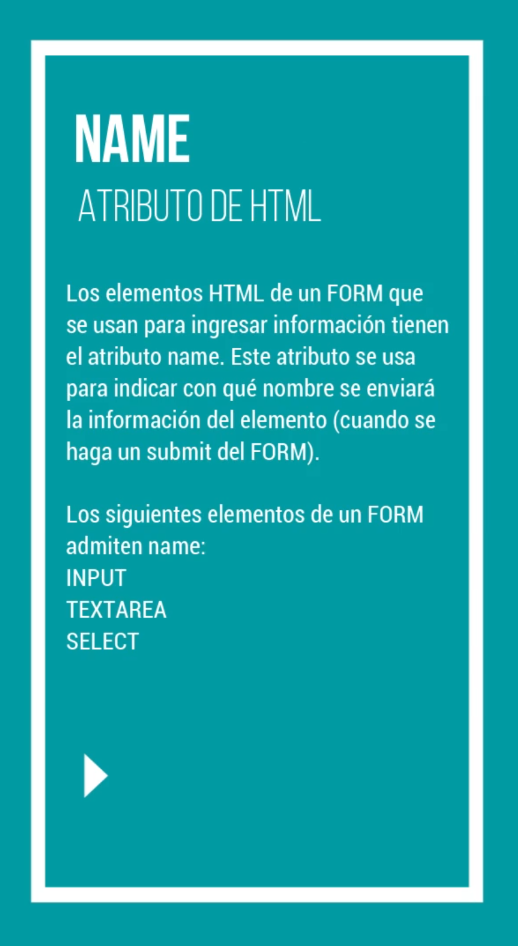 NAME
ATRIBUTO DE HTML
Los elementos HTML de un FORM que
se usan para ingresar información tienen
el atributo name. Este atributo se usa
para indicar con qué nombre se enviará
la información del elemento (cuando se
haga un submit del FORM).
Los siguientes elementos de un FORM
admiten name:
INPUT
TEXTAREA
SELECT